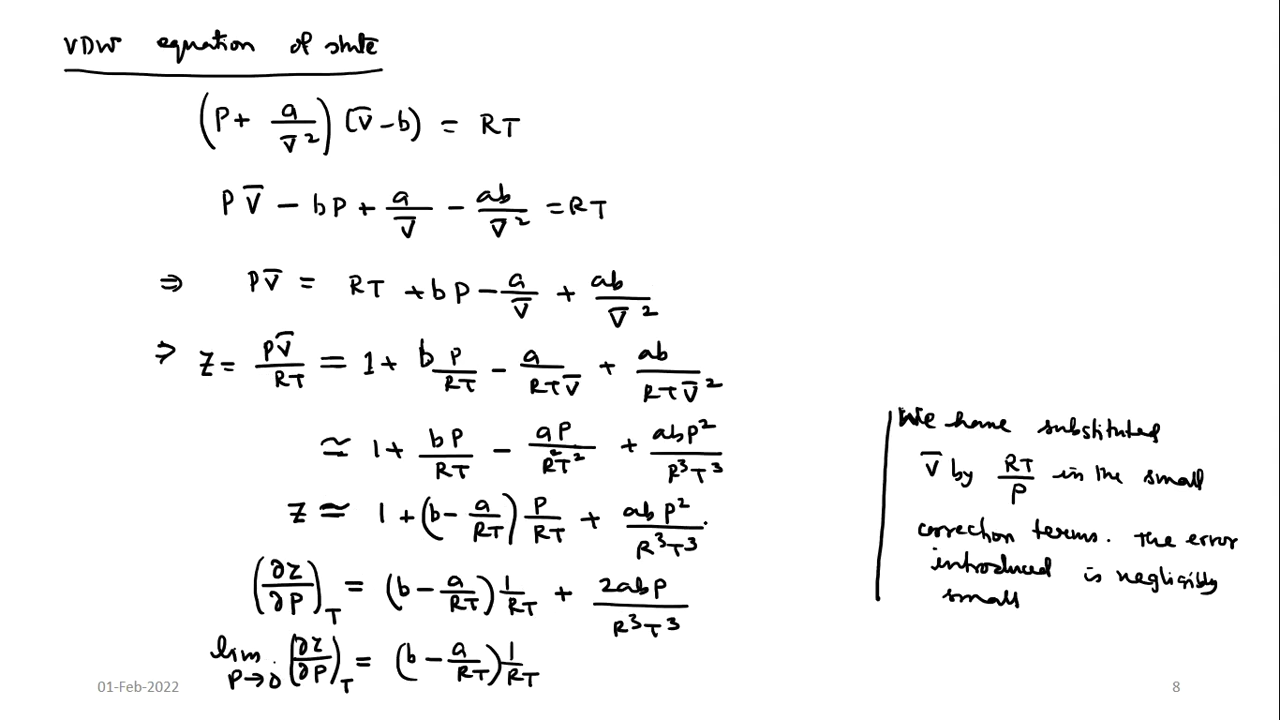 VDW equation of state
(P + a/V̄²) (V̄ - b) = RT
PV̄ - bP + a/V̄ - ab/V̄² = RT
⇒ PV̄ = RT + bP - a/V̄ + ab/V̄²
⇒ Z = PV̄/RT = 1 + b P/RT - a/RTV̄ + ab/RTV̄²
≃ 1 + bP/RT - aP/R²T² + abP²/R³T³
Z ≃ 1 + (b - a/RT) P/RT + abP²/R³T³.
(∂Z/∂P)_T = (b - a/RT) 1/RT + 2abP/R³T³
lim P→0 (∂Z/∂P)_T = (b - a/RT) 1/RT
We have substituted
V̄ by RT/P in the small
correction terms. The error
introduced is negligibly
small
01-Feb-2022
8